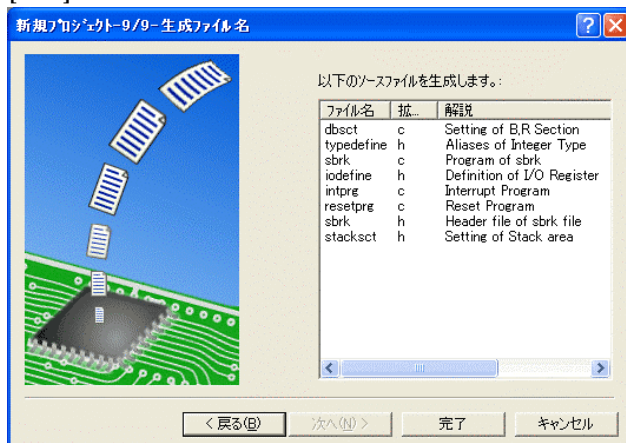 新規プロジェクト-9/9-生成ファイル名
以下のソースファイルを生成します。:
ファイル名 拡... 解説
dbsct c Setting of B,R Section
typedefine h Aliases of Integer Type
sbrk c Program of sbrk
iodefine h Definition of I/O Register
intprg c Interrupt Program
resetprg c Reset Program
sbrk h Header file of sbrk file
stacksct h Setting of Stack area
< 戻る(B) 次へ(N) > 完了 キャンセル